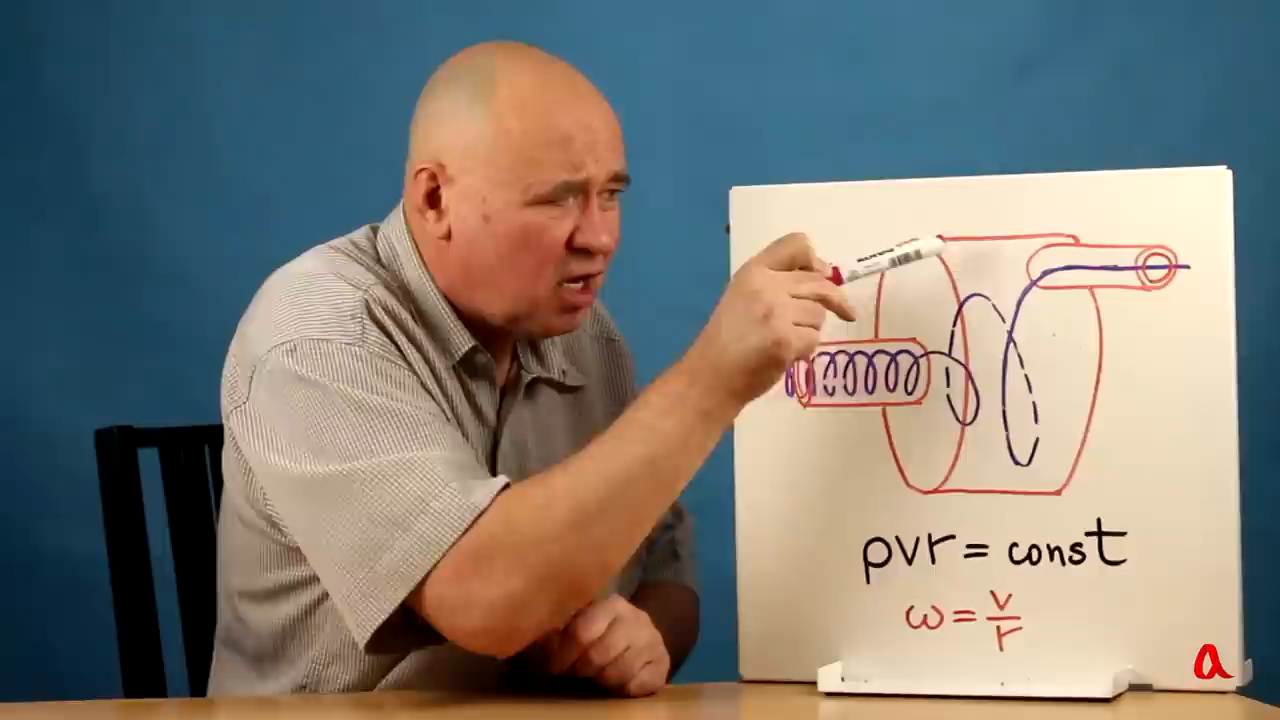 ρvr = const
ω = v/r
a